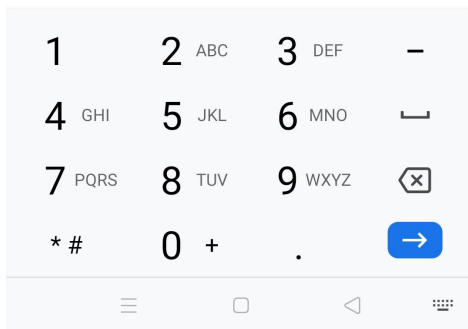 1 2 ABC 3 DEF -
4 GHI 5 JKL 6 MNO
7 PQRS 8 TUV 9 WXYZ
* # 0 + .